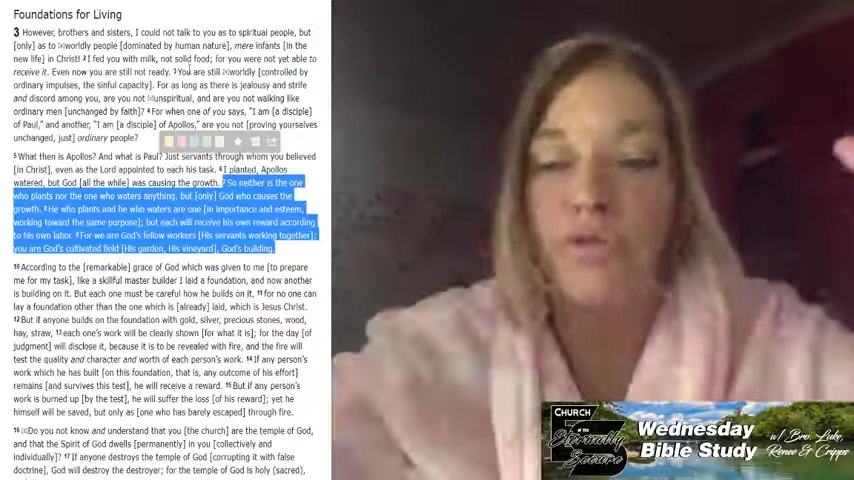 Foundations for Living
3 However, brothers and sisters, I could not talk to you as to spiritual people, but
[only] as to worldly people [dominated by human nature], mere infants [in the
new life] in Christ! 2 I fed you with milk, not solid food; for you were not yet able to
receive it. Even now you are still not ready. 3 You are still worldly [controlled by
ordinary impulses, the sinful capacity]. For as long as there is jealousy and strife
and discord among you, are you not unspiritual, and are you not walking like
ordinary men [unchanged by faith]? 4 For when one of you says, “I am [a disciple]
of Paul,” and another, “I am [a disciple] of Apollos,” are you not [proving yourselves
unchanged, just] ordinary people?
5 What then is Apollos? And what is Paul? Just servants through whom you believed
[in Christ], even as the Lord appointed to each his task. 6 I planted, Apollos
watered, but God [all the while] was causing the growth. 7 So neither is the one
who plants nor the one who waters anything, but [only] God who causes the
growth. 8 He who plants and he who waters are one [in importance and esteem,
working toward the same purpose]; but each will receive his own reward according
to his own labor. 9 For we are God’s fellow workers [His servants working together];
you are God’s cultivated field [His garden, His vineyard], God’s building.
10 According to the [remarkable] grace of God which was given to me [to prepare
me for my task], like a skillful master builder I laid a foundation, and now another
is building on it. But each one must be careful how he builds on it, 11 for no one can
lay a foundation other than the one which is [already] laid, which is Jesus Christ.
12 But if anyone builds on the foundation with gold, silver, precious stones, wood,
hay, straw, 13 each one’s work will be clearly shown [for what it is]; for the day [of
judgment] will disclose it, because it is to be revealed with fire, and the fire will
test the quality and character and worth of each person’s work. 14 If any person’s
work which he has built [on this foundation, that is, any outcome of his effort]
remains [and survives this test], he will receive a reward. 15 But if any person’s
work is burned up [by the test], he will suffer the loss [of his reward]; yet he
himself will be saved, but only as [one who has barely escaped] through fire.
16 Do you not know and understand that you [the church] are the temple of God,
and that the Spirit of God dwells [permanently] in you [collectively and
individually]? 17 If anyone destroys the temple of God [corrupting it with false
doctrine], God will destroy the destroyer; for the temple of God is holy (sacred),
CHURCH
of the
Eternally
Secure
Wednesday
Bible Study
w/ Bro. Luke,
Renee & Cripps